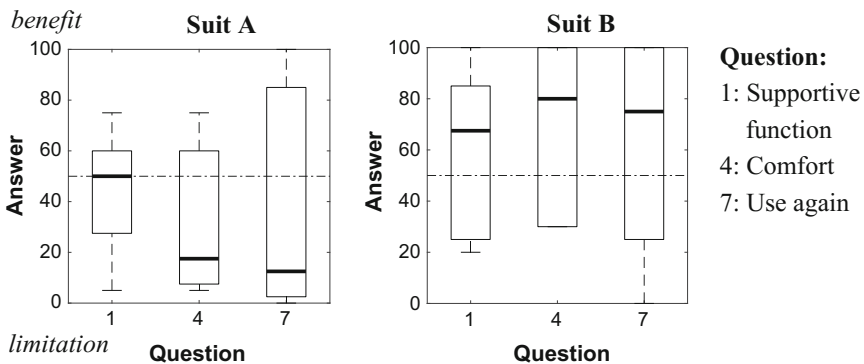 benefit
Suit A
Suit B
100
80
60
40
20
0
Answer
1 4 7
Question
limitation
100
80
60
40
20
0
Answer
1 4 7
Question
Question:
1: Supportive
function
4: Comfort
7: Use again